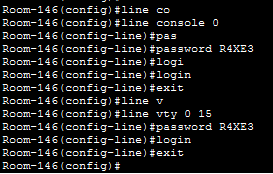 Room-146(config)#line co
Room-146(config)#line console 0
Room-146(config-line)#pas
Room-146(config-line)#password R4XE3
Room-146(config-line)#logi
Room-146(config-line)#login
Room-146(config-line)#exit
Room-146(config)#line v
Room-146(config)#line vty 0 15
Room-146(config-line)#password R4XE3
Room-146(config-line)#login
Room-146(config-line)#exit
Room-146(config)#